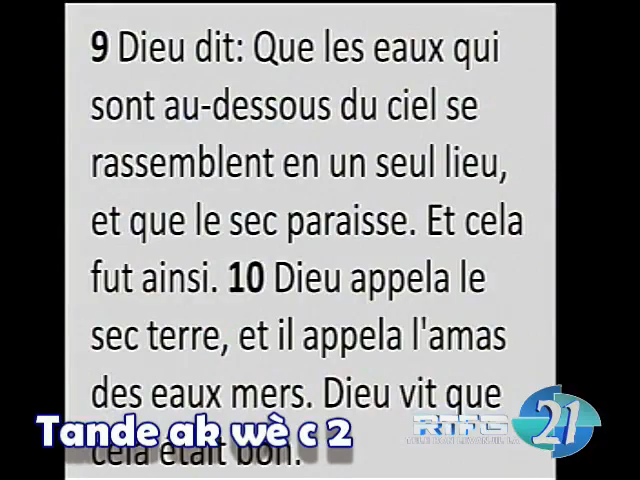 9 Dieu dit: Que les eaux qui
sont au-dessous du ciel se
rassemblent en un seul lieu,
et que le sec paraisse. Et cela
fut ainsi. 10 Dieu appela le
sec terre, et il appela l'amas
des eaux mers. Dieu vit que
cela était bon.
Tande ak wè c 2
RTFG
21